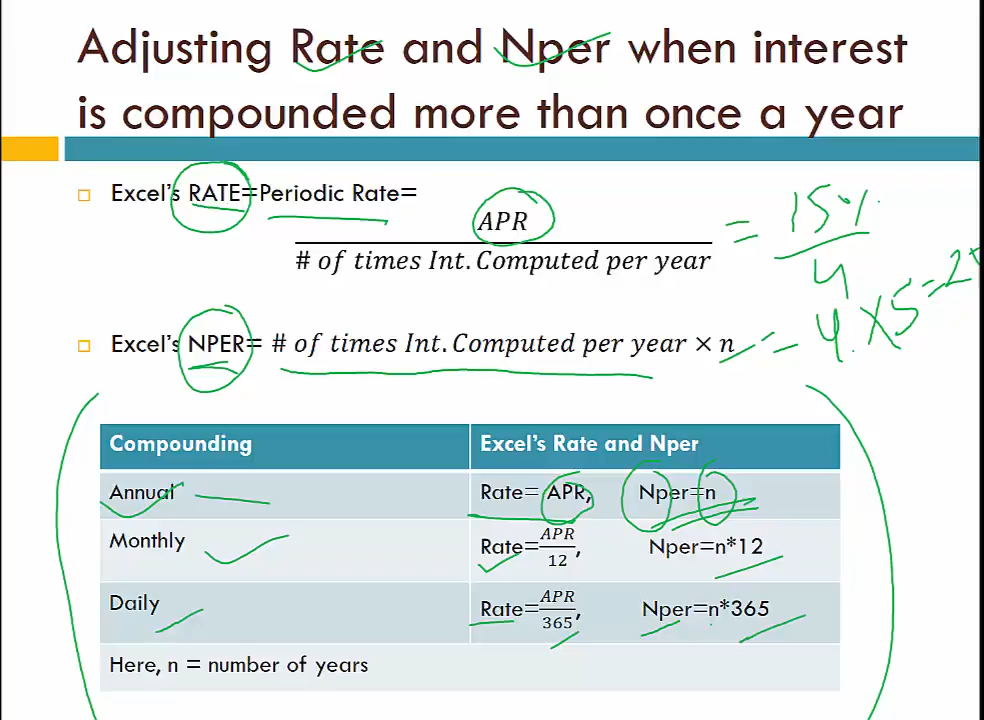 Adjusting Rate and Nper when interest
is compounded more than once a year
Excel's RATE=Periodic Rate=
APR
# of times Int. Computed per year
= 15%
4
Excel's NPER= # of times Int. Computed per year × n
= 4 × 5 = 2
Compounding Excel's Rate and Nper
Annual Rate= APR, Nper=n
Monthly Rate=APR/12, Nper=n*12
Daily Rate=APR/365, Nper=n*365
Here, n = number of years